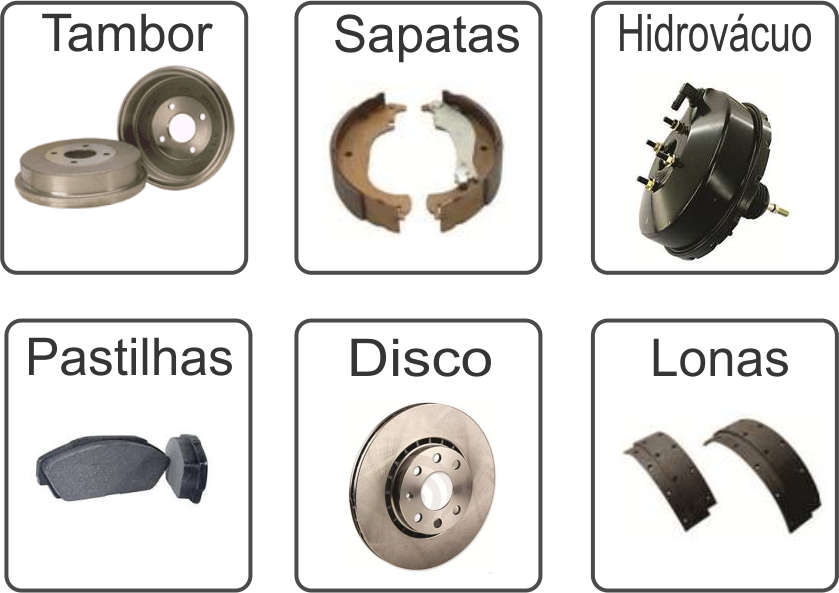 Tambor
Sapatas
Hidrovácuo
Pastilhas
Disco
Lonas